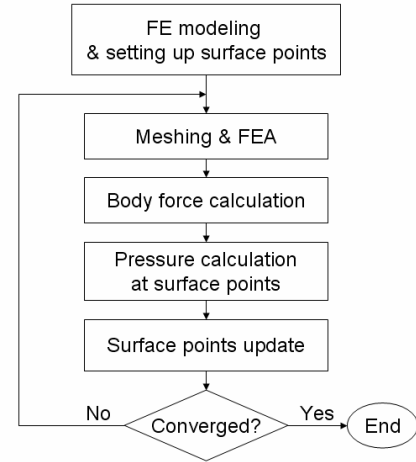 FE modeling
& setting up surface points
Meshing & FEA
Body force calculation
Pressure calculation
at surface points
Surface points update
No
Converged?
Yes
End